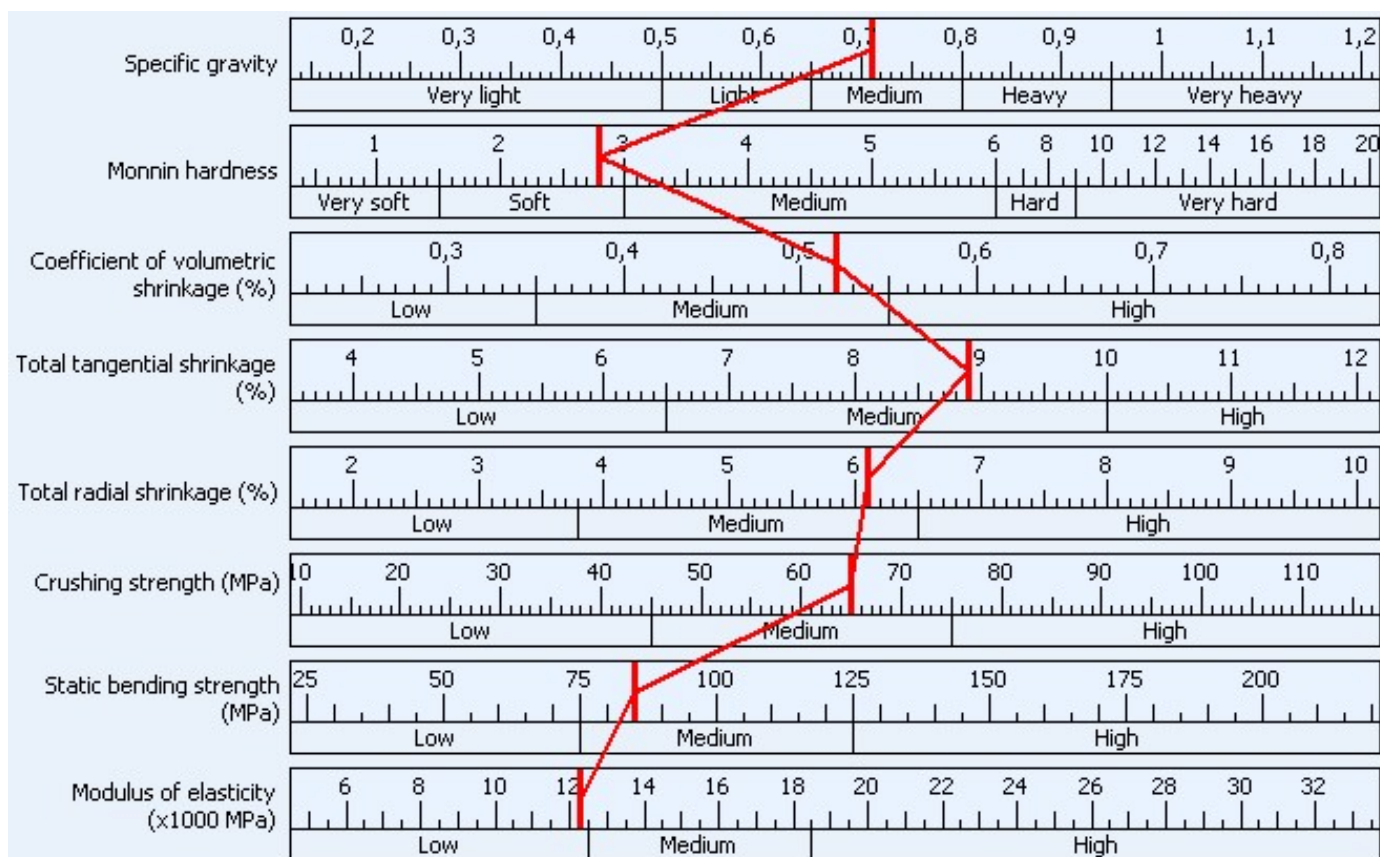 0,2 0,3 0,4 0,5 0,6 0,7 0,8 0,9 1 1,1 1,2
Specific gravity
Very light Light Medium Heavy Very heavy
1 2 3 4 5 6 8 10 12 14 16 18 20
Monnin hardness
Very soft Soft Medium Hard Very hard
0,3 0,4 0,5 0,6 0,7 0,8
Coefficient of volumetric
shrinkage (%)
Low Medium High
4 5 6 7 8 9 10 11 12
Total tangential shrinkage
(%)
Low Medium High
2 3 4 5 6 7 8 9 10
Total radial shrinkage (%)
Low Medium High
10 20 30 40 50 60 70 80 90 100 110
Crushing strength (MPa)
Low Medium High
25 50 75 100 125 150 175 200
Static bending strength
(MPa)
Low Medium High
6 8 10 12 14 16 18 20 22 24 26 28 30 32
Modulus of elasticity
(x1000 MPa)
Low Medium High